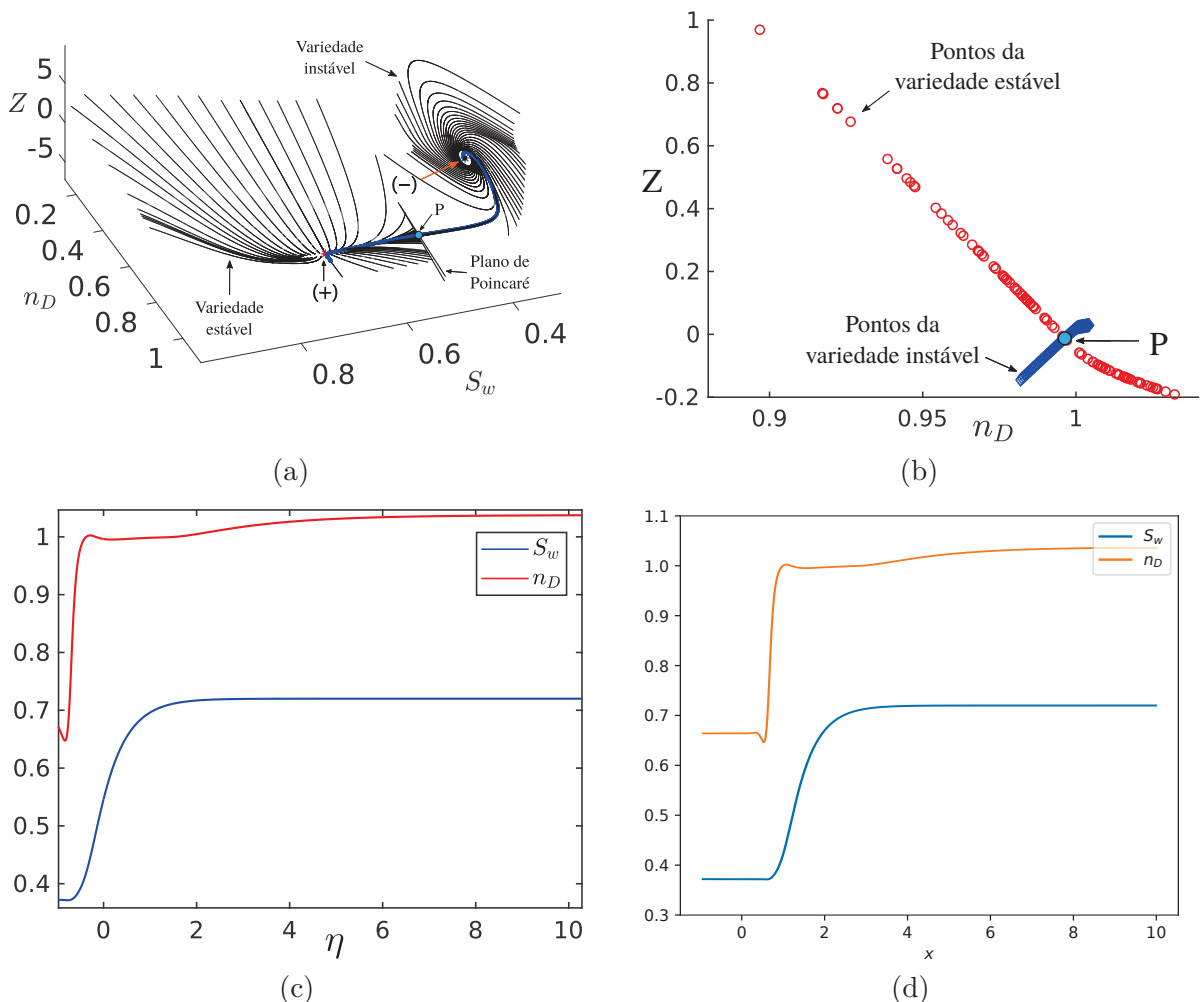 Variedade
instável
5
0
-5
Z
(−)
P
Plano de
Poincaré
(+)
Variedade
estável
0.2
0.4
0.6
0.8
1
n_D
0.8
0.6
0.4
S_w
(a)
1
0.8
0.6
0.4
0.2
0
-0.2
Z
Pontos da
variedade estável
Pontos da
variedade instável
P
0.9
0.95
1
n_D
(b)
1
0.9
0.8
0.7
0.6
0.5
0.4
S_w
n_D
0 2 4 6 8 10
η
(c)
1.1
1.0
0.9
0.8
0.7
0.6
0.5
0.4
0.3
S_w
n_D
0 2 4 6 8 10
x
(d)